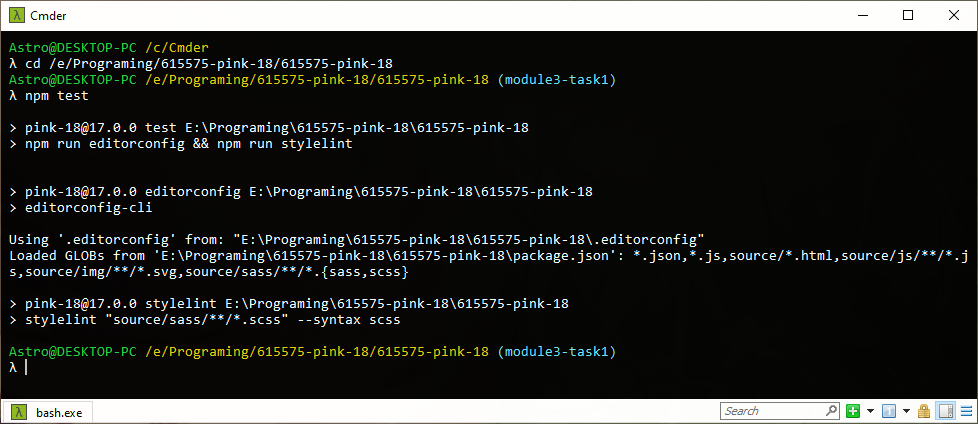 Cmder
Astro@DESKTOP-PC /c/Cmder
λ cd /e/Programing/615575-pink-18/615575-pink-18
Astro@DESKTOP-PC /e/Programing/615575-pink-18/615575-pink-18 (module3-task1)
λ npm test
> pink-18@17.0.0 test E:\Programing\615575-pink-18\615575-pink-18
> npm run editorconfig && npm run stylelint
> pink-18@17.0.0 editorconfig E:\Programing\615575-pink-18\615575-pink-18
> editorconfig-cli
Using '.editorconfig' from: "E:\Programing\615575-pink-18\615575-pink-18\.editorconfig"
Loaded GLOBs from 'E:\Programing\615575-pink-18\615575-pink-18\package.json': *.json,*.js,source/*.html,source/js/**/*.j
s,source/img/**/*.svg,source/sass/**/*.{sass,scss}
> pink-18@17.0.0 stylelint E:\Programing\615575-pink-18\615575-pink-18
> stylelint "source/sass/**/*.scss" --syntax scss
Astro@DESKTOP-PC /e/Programing/615575-pink-18/615575-pink-18 (module3-task1)
λ
λ bash.exe
Search